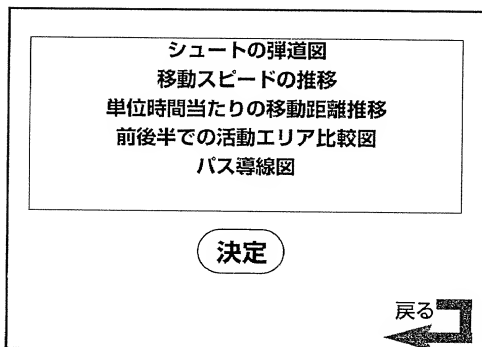 シュートの弾道図
移動スピードの推移
単位時間当たりの移動距離推移
前後半での活動エリア比較図
パス導線図
決定
戻る